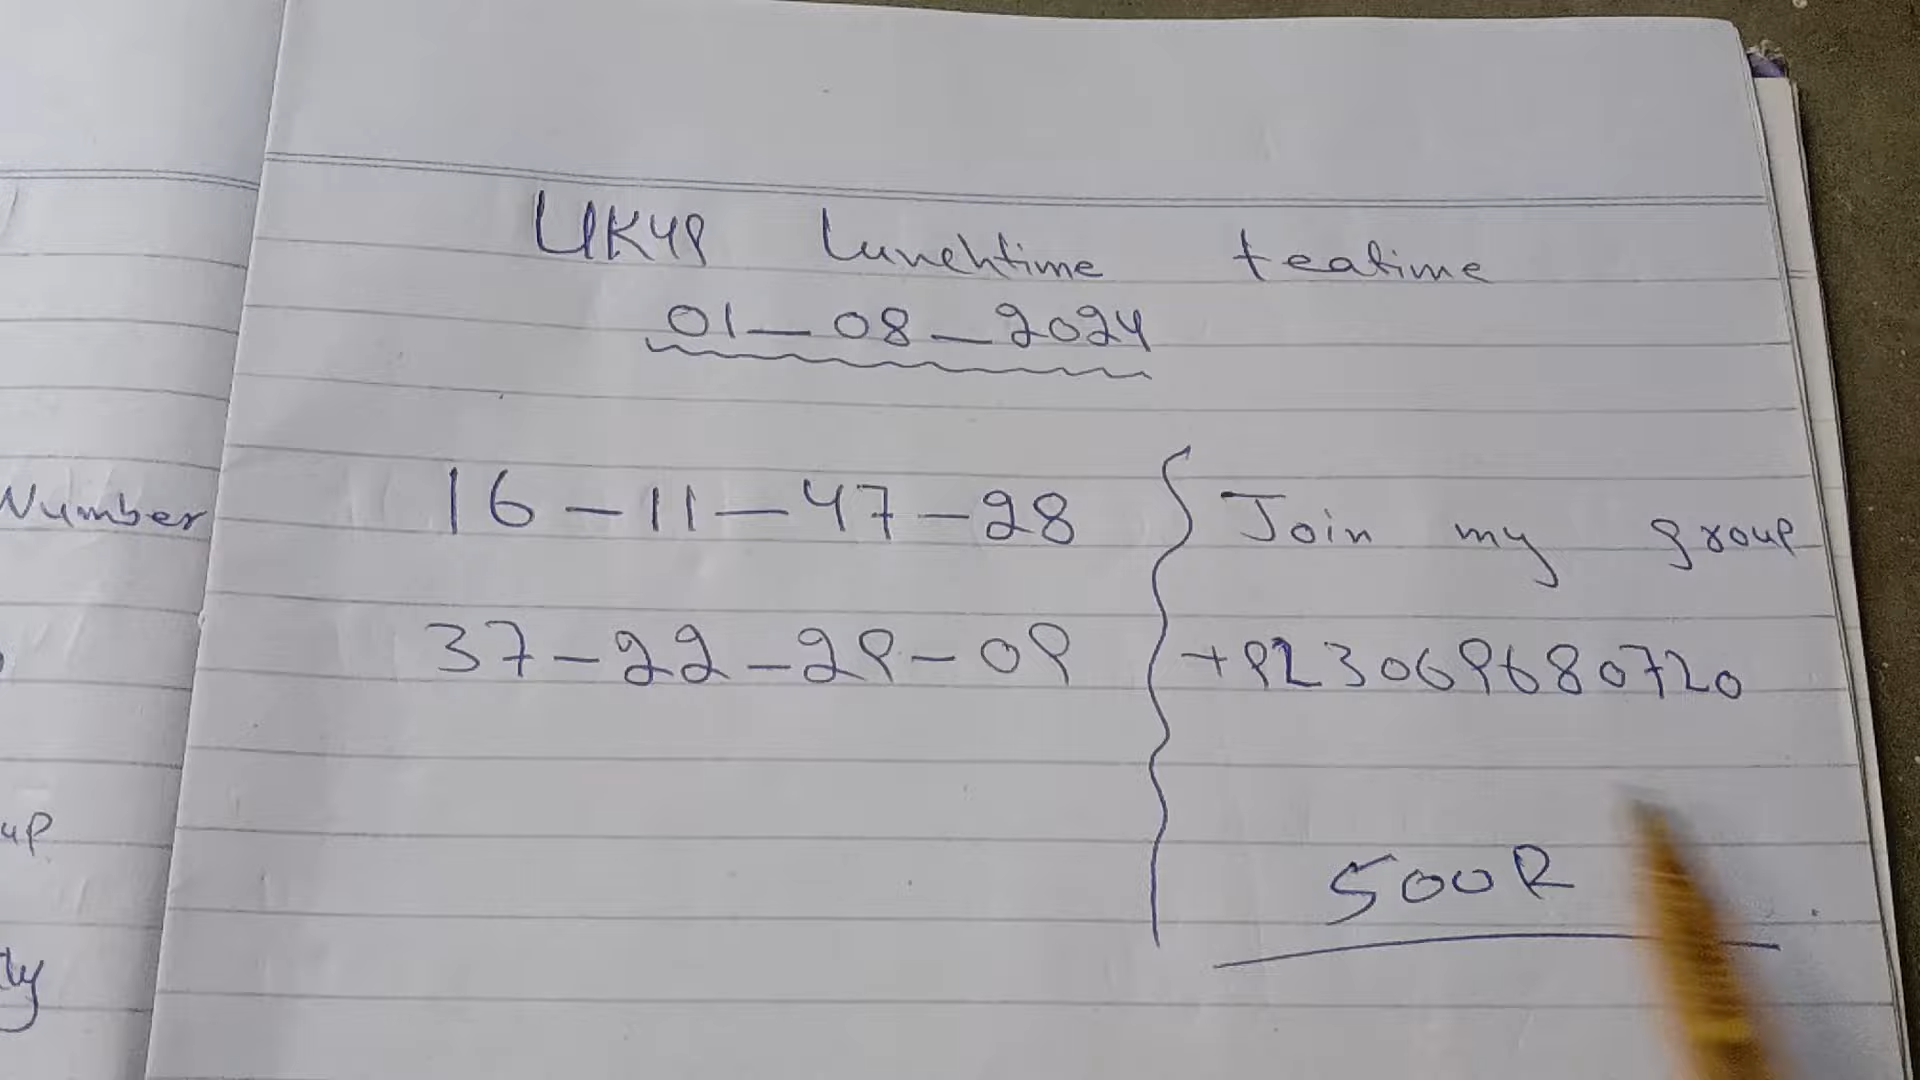 UK49 Lunchtime teatime
01-08-2024
16-11-47-28
37-22-29-09
Join my group
+923069680720
500R
Number
up
ty